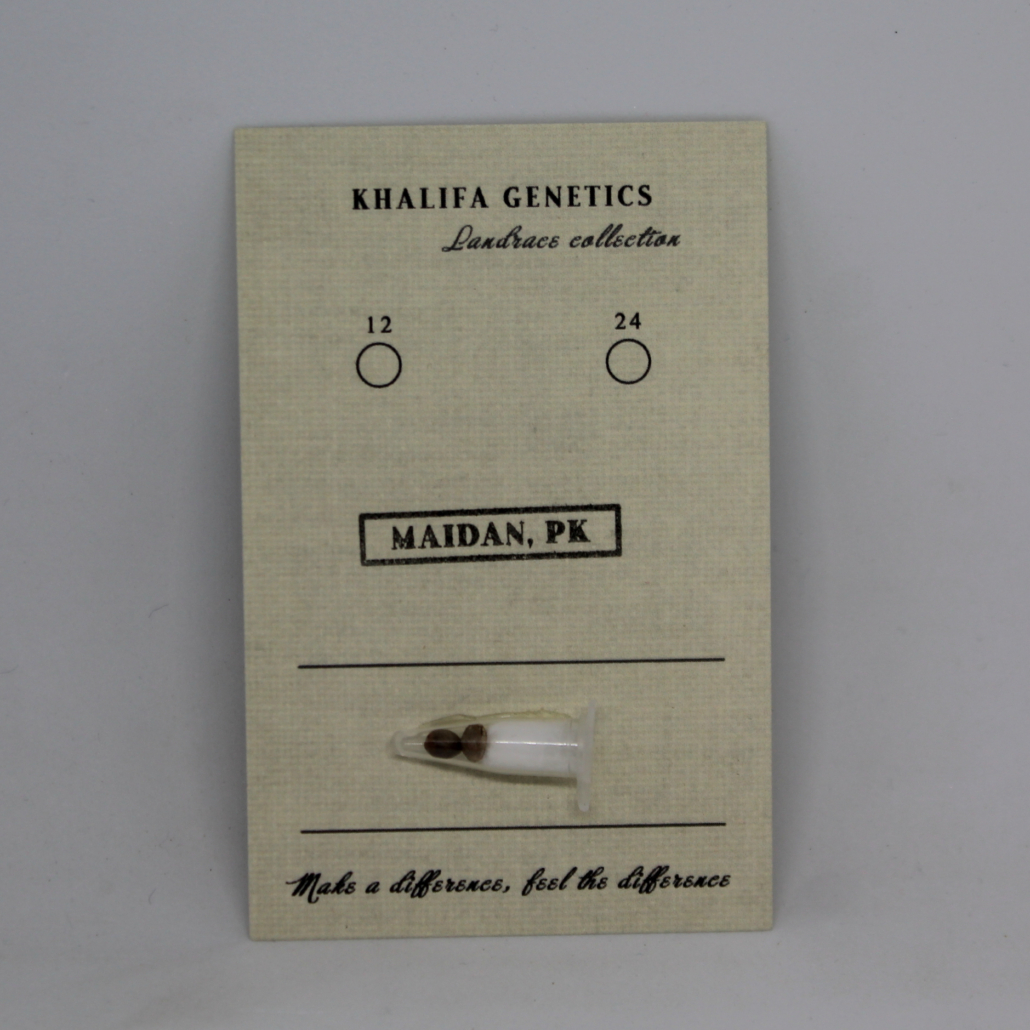 KHALIFA GENETICS
Landrace collection
12 24
MAIDAN, PK
Make a difference, feel the difference